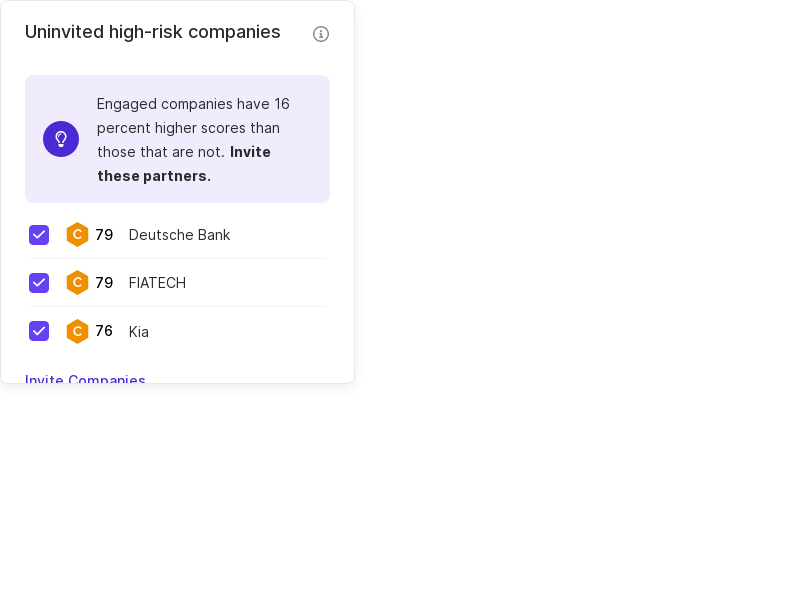 Uninvited high-risk companies
Engaged companies have 16
percent higher scores than
those that are not. Invite
these partners.
C 79 Deutsche Bank
C 79 FIATECH
C 76 Kia
Invite Companies